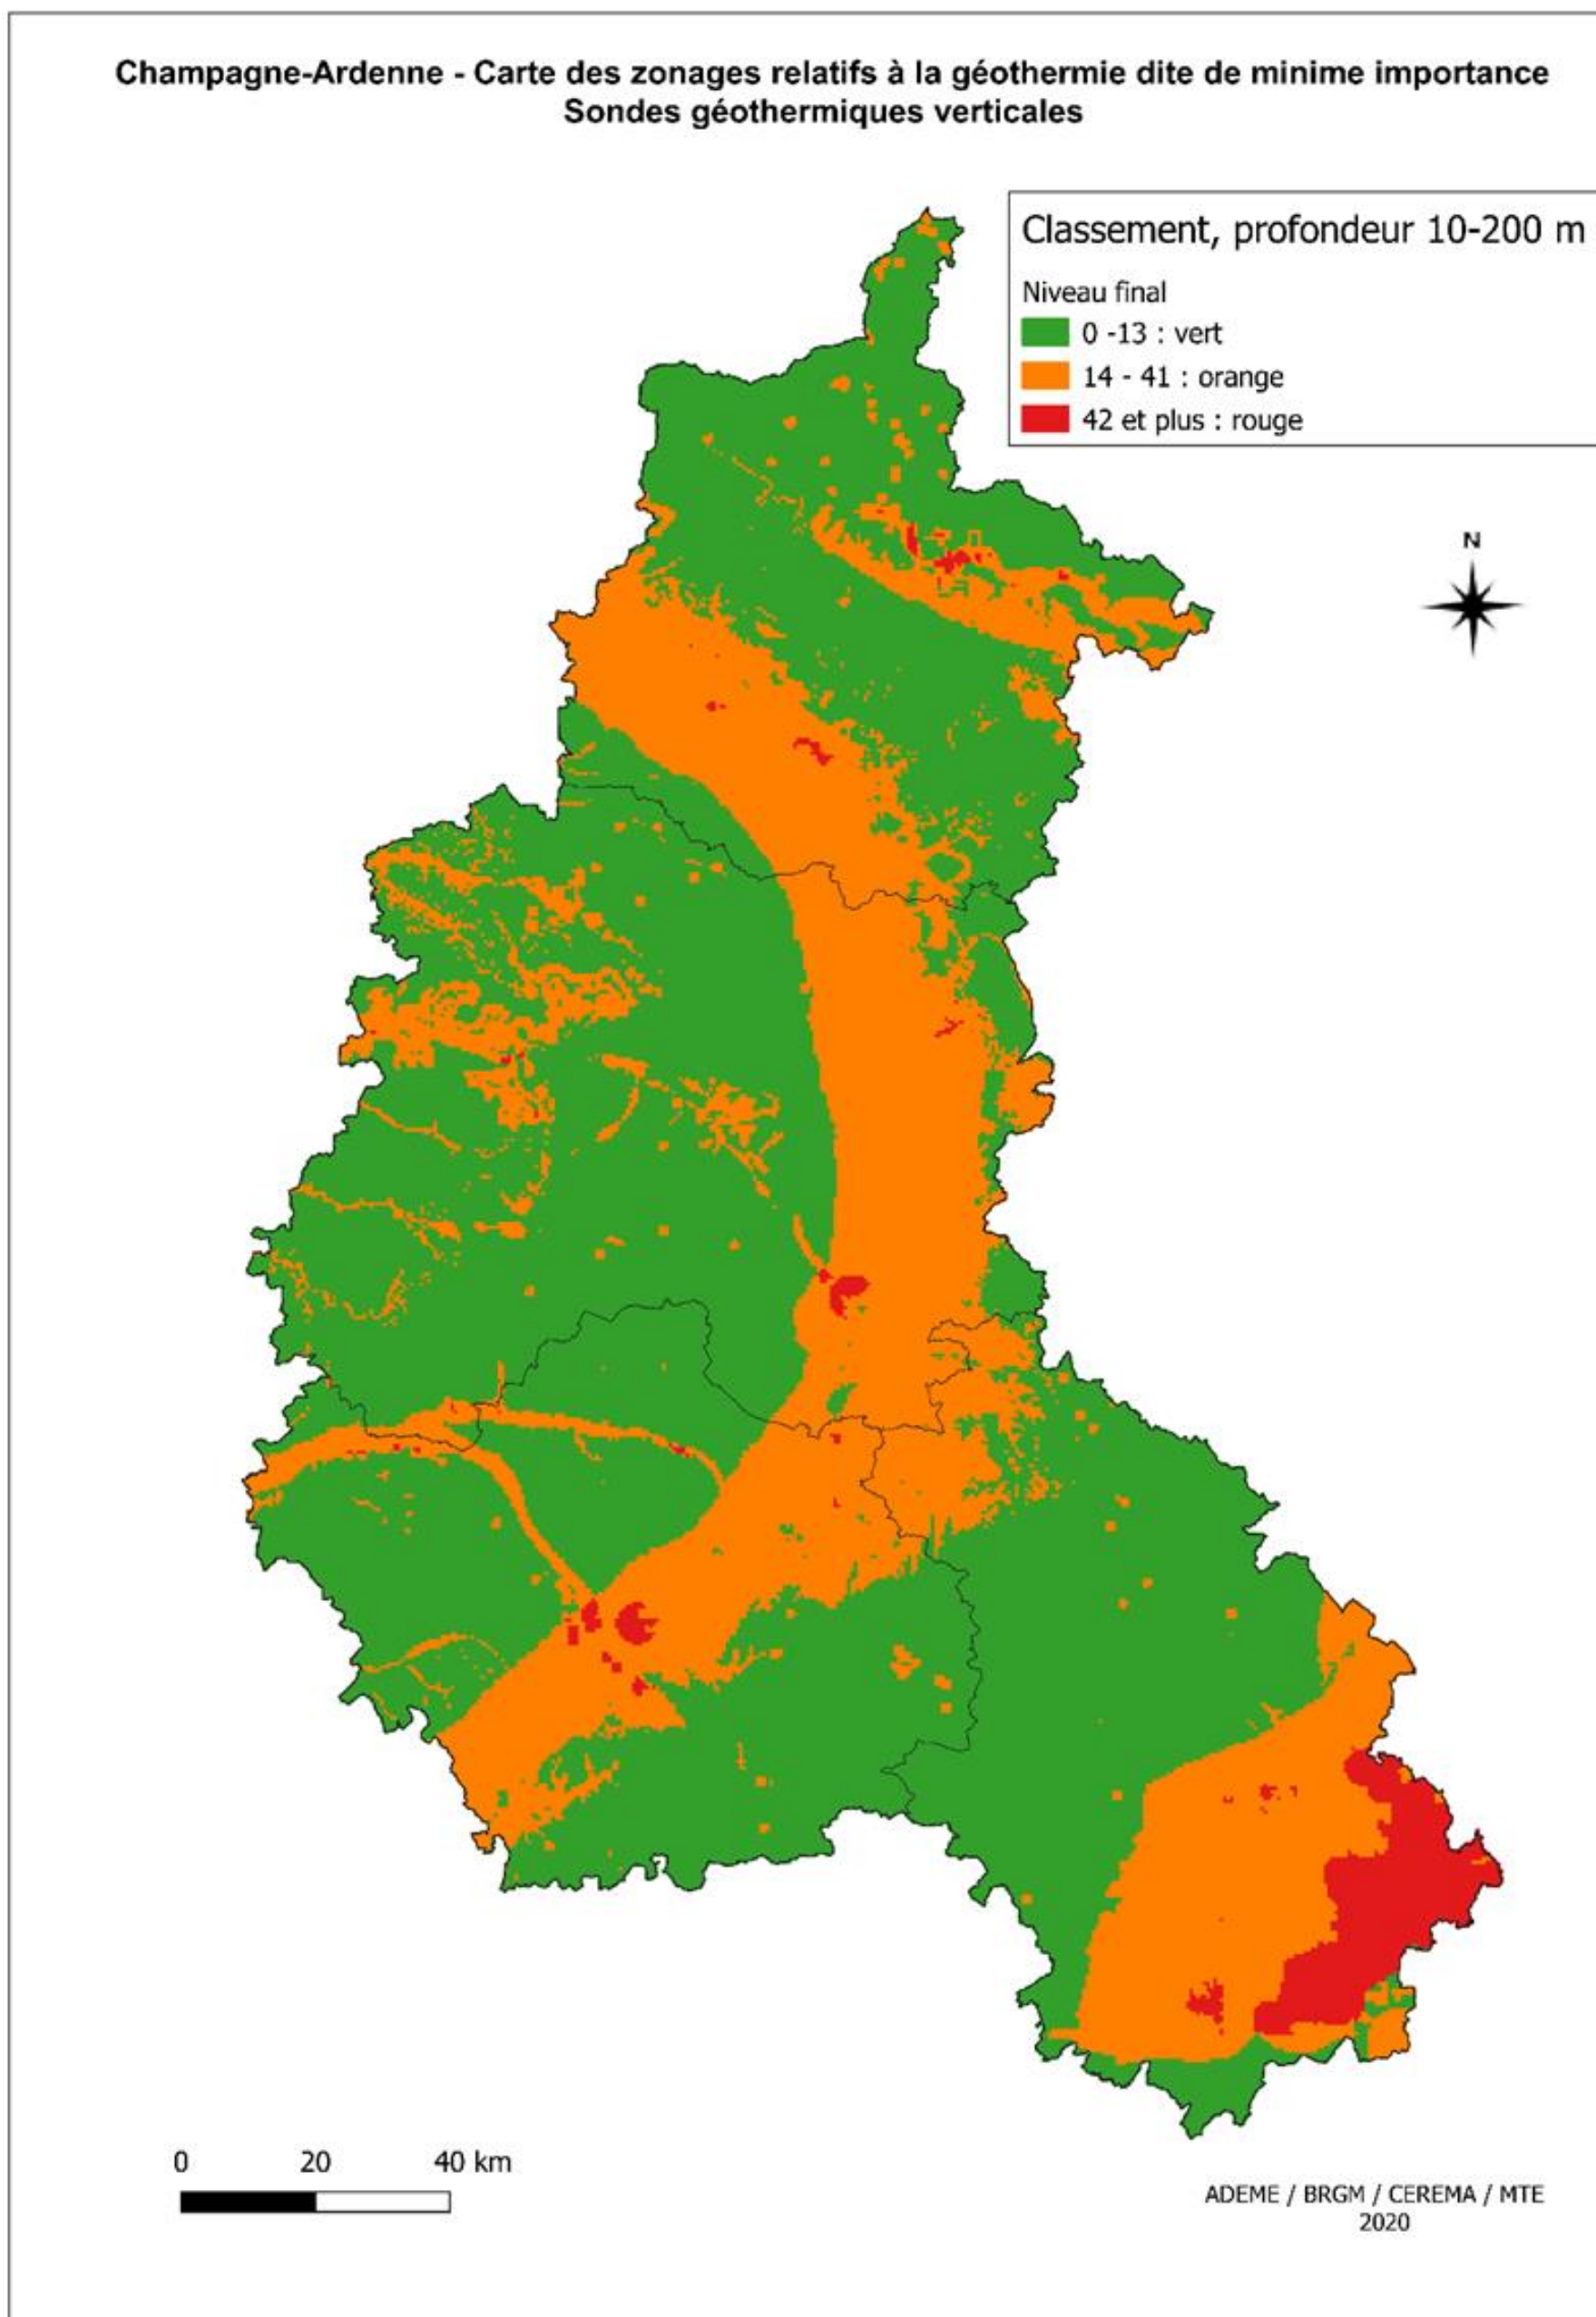 Champagne-Ardenne - Carte des zonages relatifs à la géothermie dite de minime importance
Sondes géothermiques verticales
Classement, profondeur 10-200 m
Niveau final
0 -13 : vert
14 - 41 : orange
42 et plus : rouge
N
0 20 40 km
ADEME / BRGM / CEREMA / MTE
2020